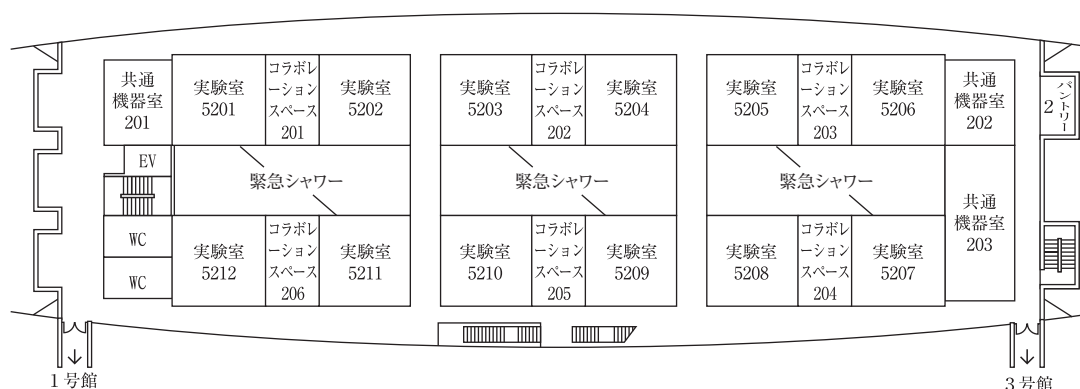 共通
機器室
201
実験室
5201
コラボレ
ーション
スペース
201
実験室
5202
実験室
5203
コラボレ
ーション
スペース
202
実験室
5204
実験室
5205
コラボレ
ーション
スペース
203
実験室
5206
共通
機器室
202
パントリー
2
EV
緊急シャワー
緊急シャワー
緊急シャワー
共通
機器室
203
WC
WC
実験室
5212
コラボレ
ーション
スペース
206
実験室
5211
実験室
5210
コラボレ
ーション
スペース
205
実験室
5209
実験室
5208
コラボレ
ーション
スペース
204
実験室
5207
1号館
3号館